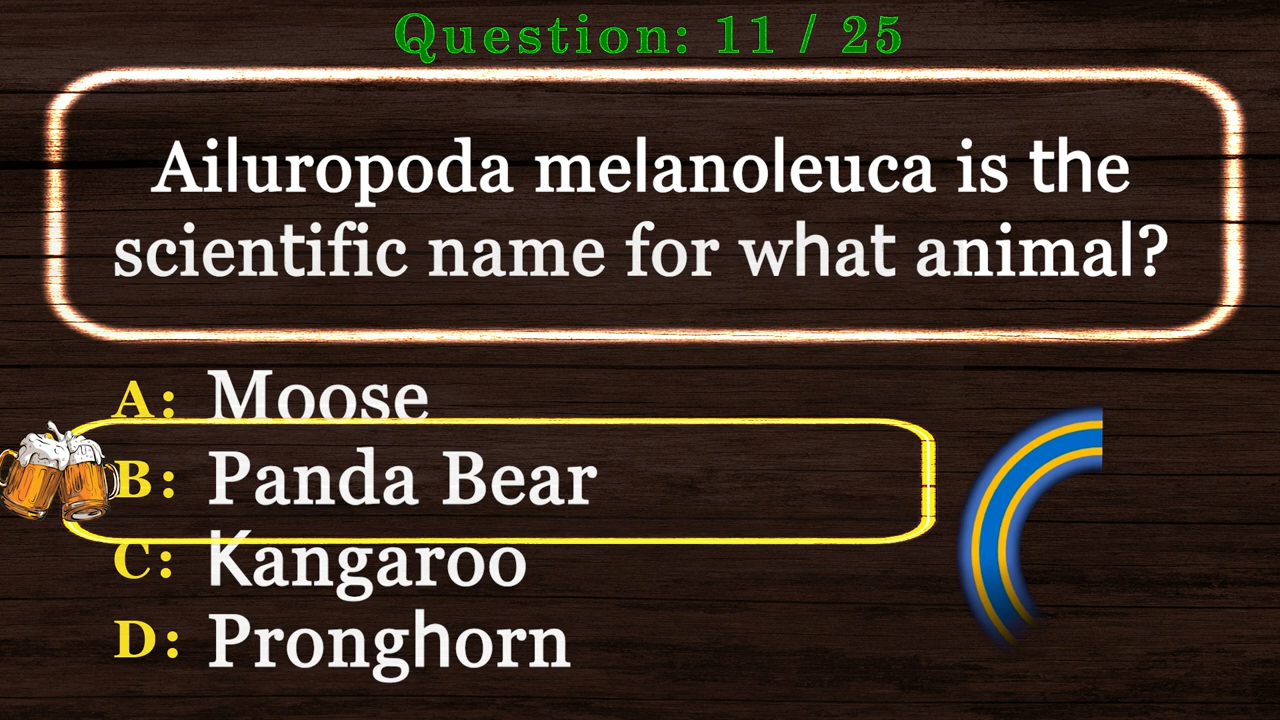 Question: 11 / 25
Ailuropoda melanoleuca is the
scientific name for what animal?
A: Moose
B: Panda Bear
C: Kangaroo
D: Pronghorn